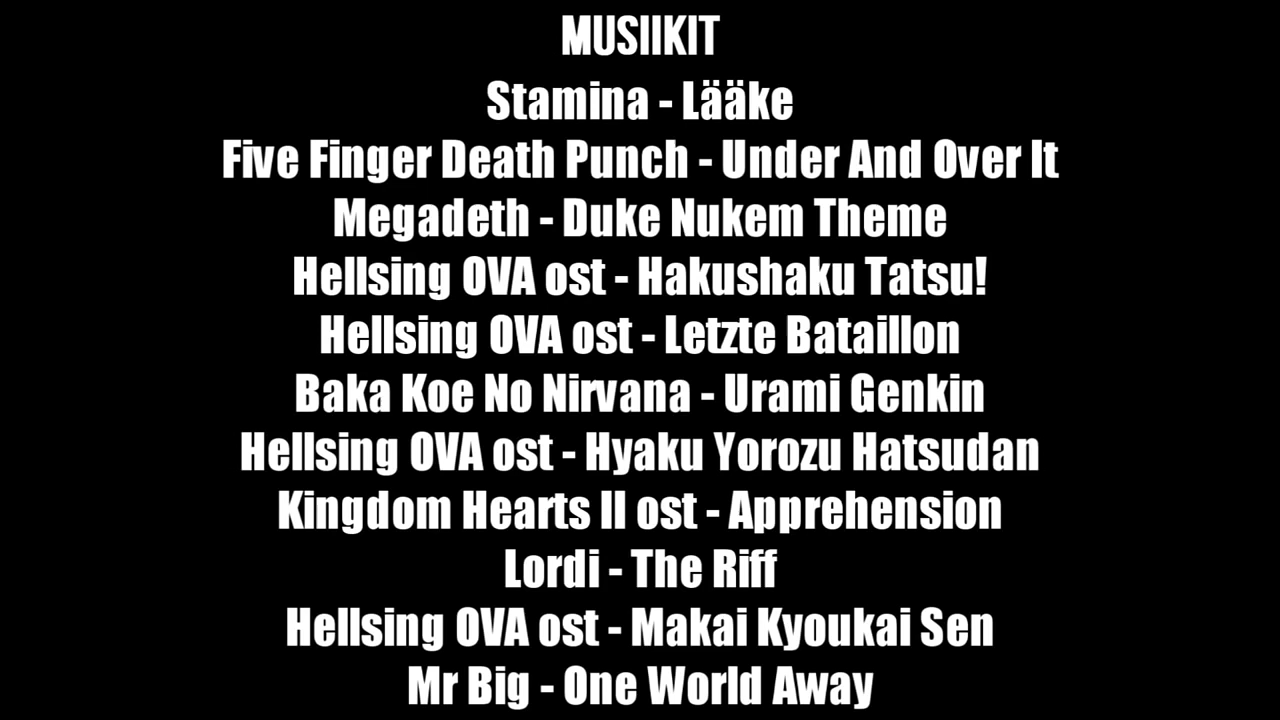 MUSIIKIT
Stamina - Lääke
Five Finger Death Punch - Under And Over It
Megadeth - Duke Nukem Theme
Hellsing OVA ost - Hakushaku Tatsu!
Hellsing OVA ost - Letzte Bataillon
Baka Koe No Nirvana - Urami Genkin
Hellsing OVA ost - Hyaku Yorozu Hatsudan
Kingdom Hearts II ost - Apprehension
Lordi - The Riff
Hellsing OVA ost - Makai Kyoukai Sen
Mr Big - One World Away